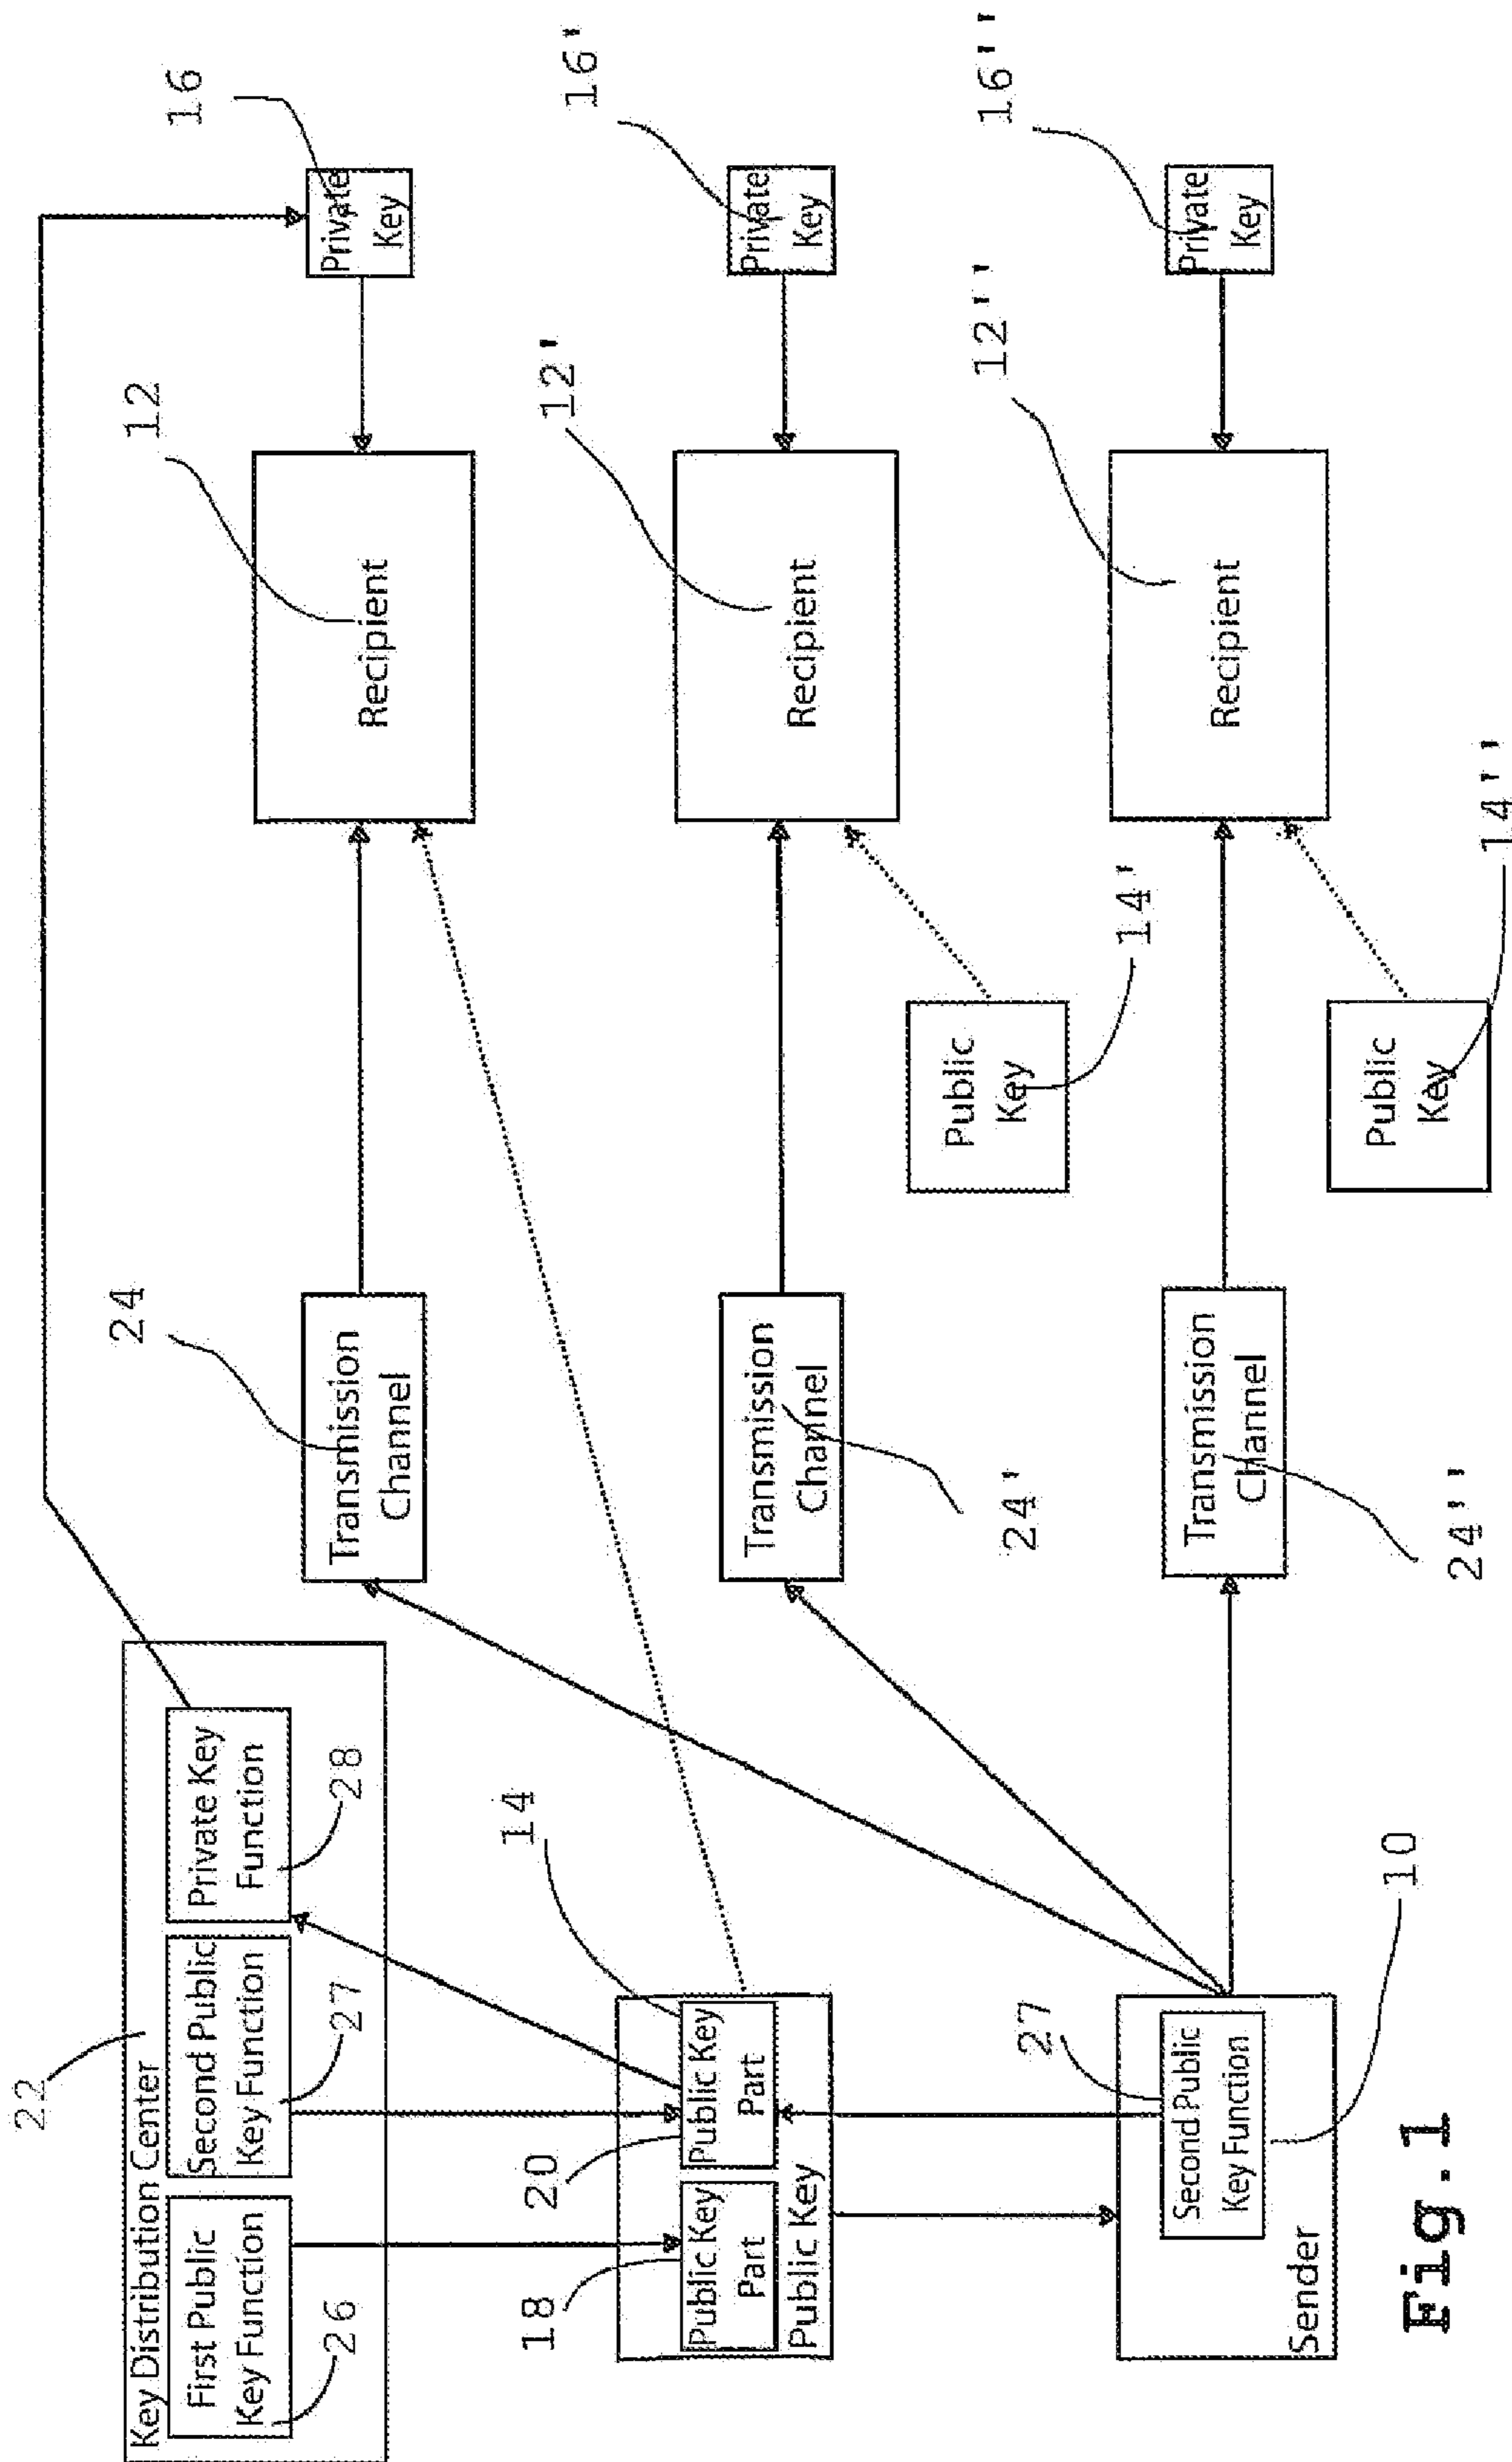 22
Key Distribution Center
First Public
Key Function
26
Second Public
Key Function
27
Private Key
Function
28
16
Private
Key
12
Recipient
24
Transmission
Channel
18
Public Key
Part
20
Public Key
Part
14
Public Key
Transmission
Channel
24'
12'
Recipient
16'
Private
Key
Public
Key
14'
27
Second Public
Key Function
Sender
10
Transmission
Channel
24''
12''
Recipient
16''
Private
Key
Public
Key
14''
Fig.1